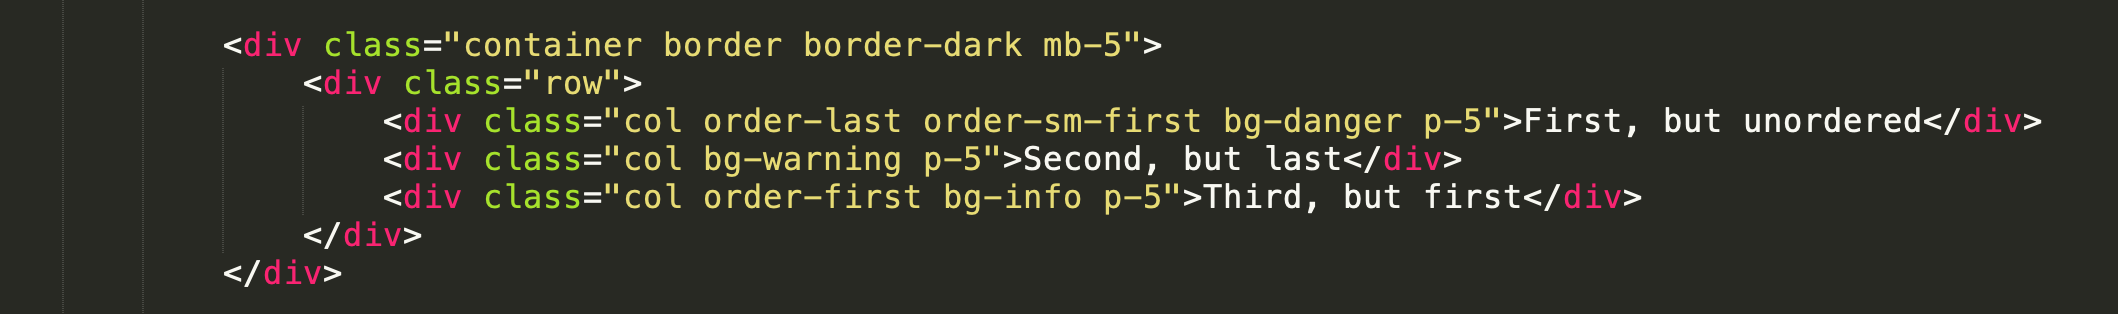 <div class="container border border-dark mb-5">
<div class="row">
<div class="col order-last order-sm-first bg-danger p-5">First, but unordered</div>
<div class="col bg-warning p-5">Second, but last</div>
<div class="col order-first bg-info p-5">Third, but first</div>
</div>
</div>